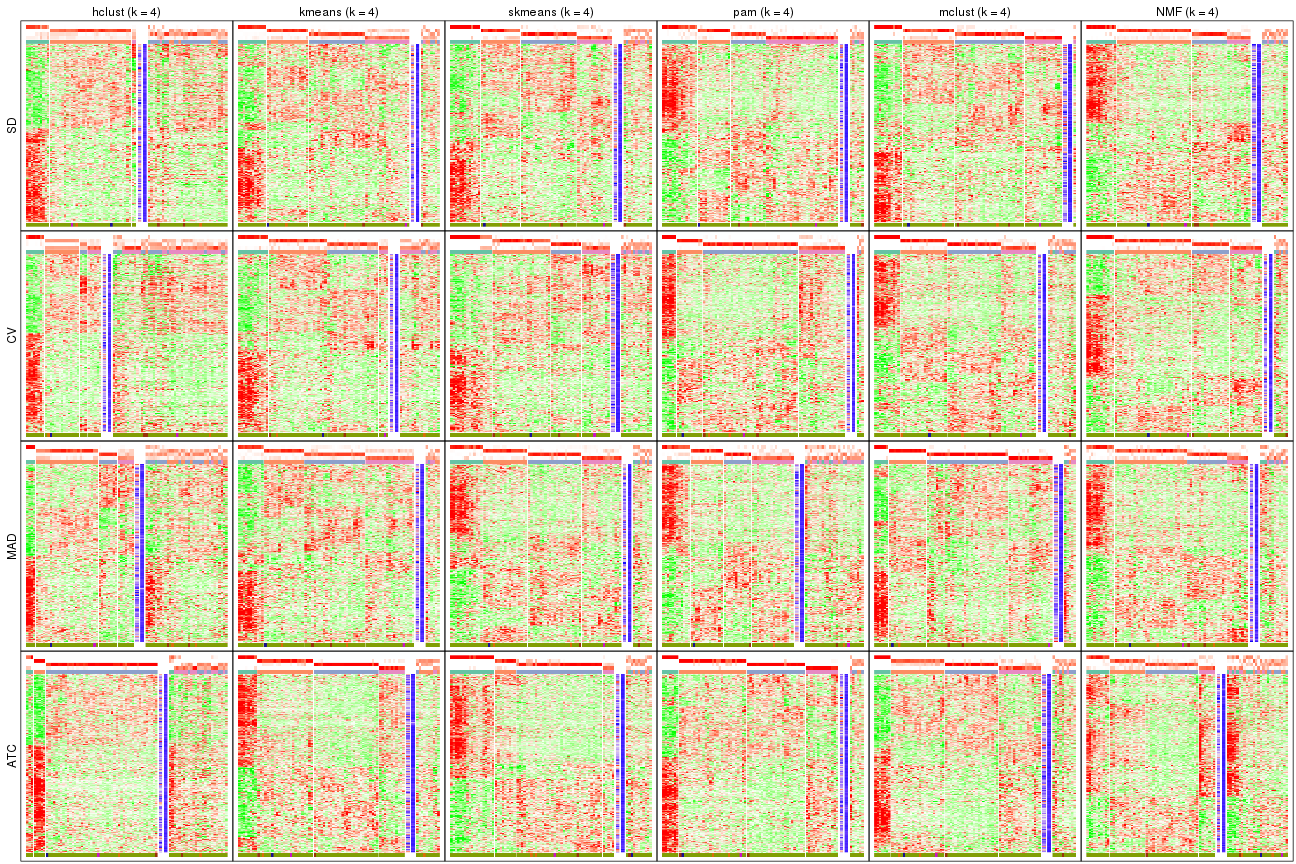 hclust (k = 4) kmeans (k = 4) skmeans (k = 4) pam (k = 4) mclust (k = 4) NMF (k = 4)
SD
CV
MAD
ATC